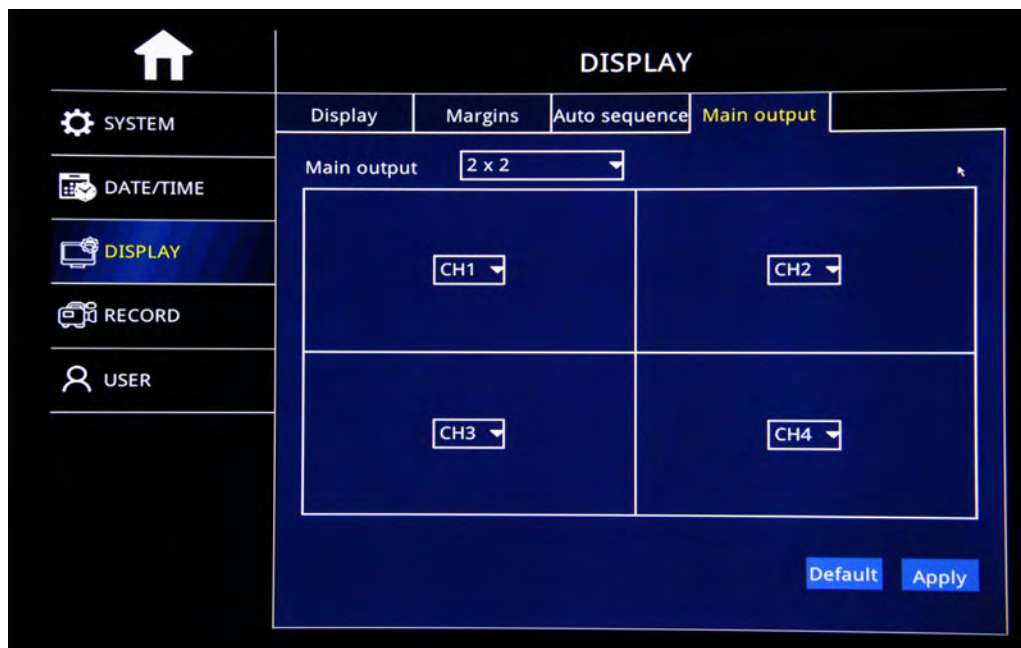 DISPLAY
SYSTEM
DATE/TIME
DISPLAY
RECORD
USER
Display Margins Auto sequence Main output
Main output 2 x 2
CH1 CH2
CH3 CH4
Default Apply